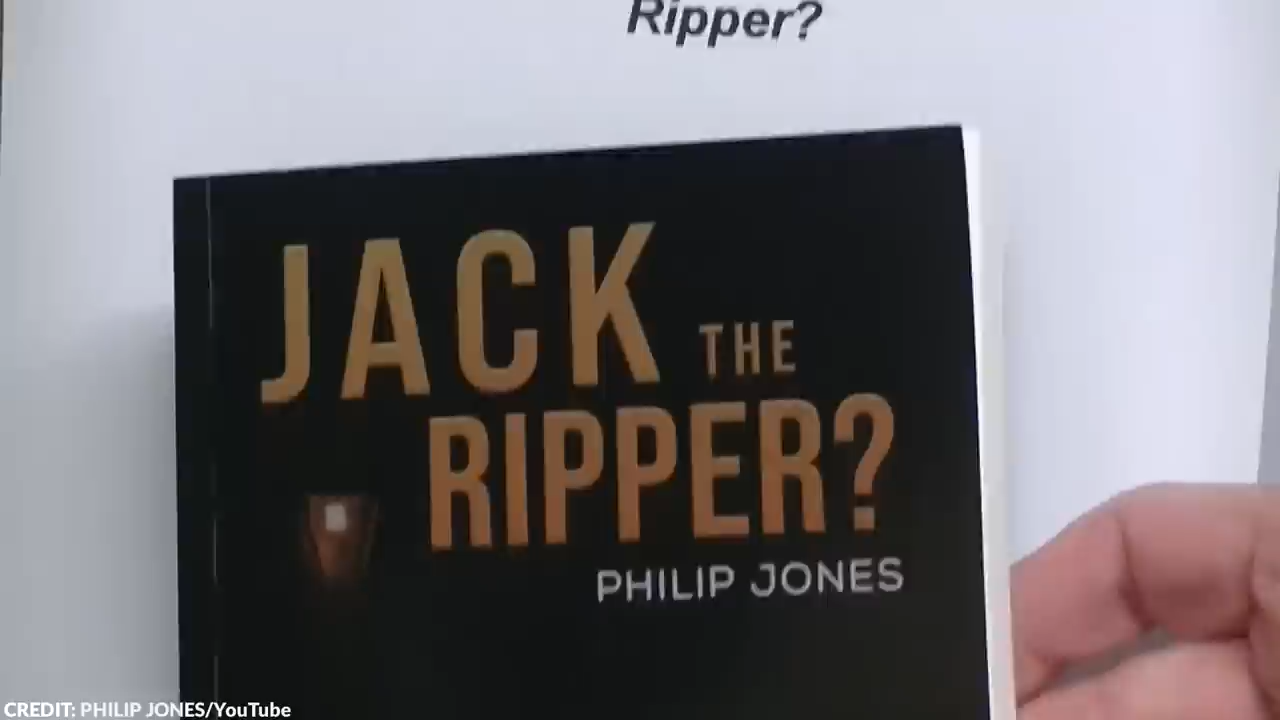 Ripper?
JACK THE
RIPPER?
PHILIP JONES
CREDIT: PHILIP JONES/YouTube